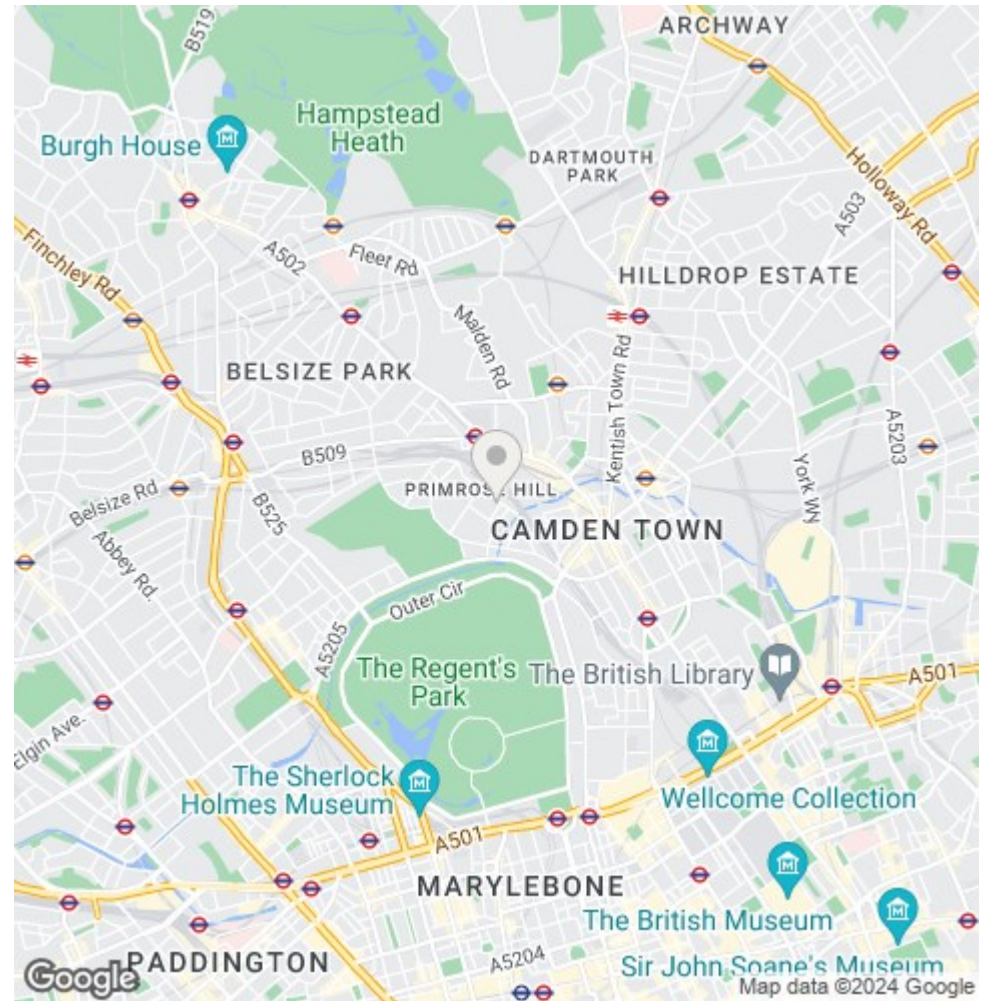 ARCHWAY
B519
Hampstead
Heath
Burgh House
DARTMOUTH
PARK
Holloway Rd
A503
A502
Fleet Rd
Finchley Rd
HILLDROP ESTATE
Malden Rd
Kentish Town Rd
BELSIZE PARK
A5203
B509
York Wy
Belsize Rd
B525
PRIMROSE HILL
CAMDEN TOWN
Abbey Rd.
Outer Cir
A5205
The Regent's
Park
The British Library
A501
Elgin Ave.
The Sherlock
Holmes Museum
Wellcome Collection
A501
MARYLEBONE
The British Museum
PADDINGTON
A5204
Sir John Soane's Museum
Google
Map data ©2024 Google